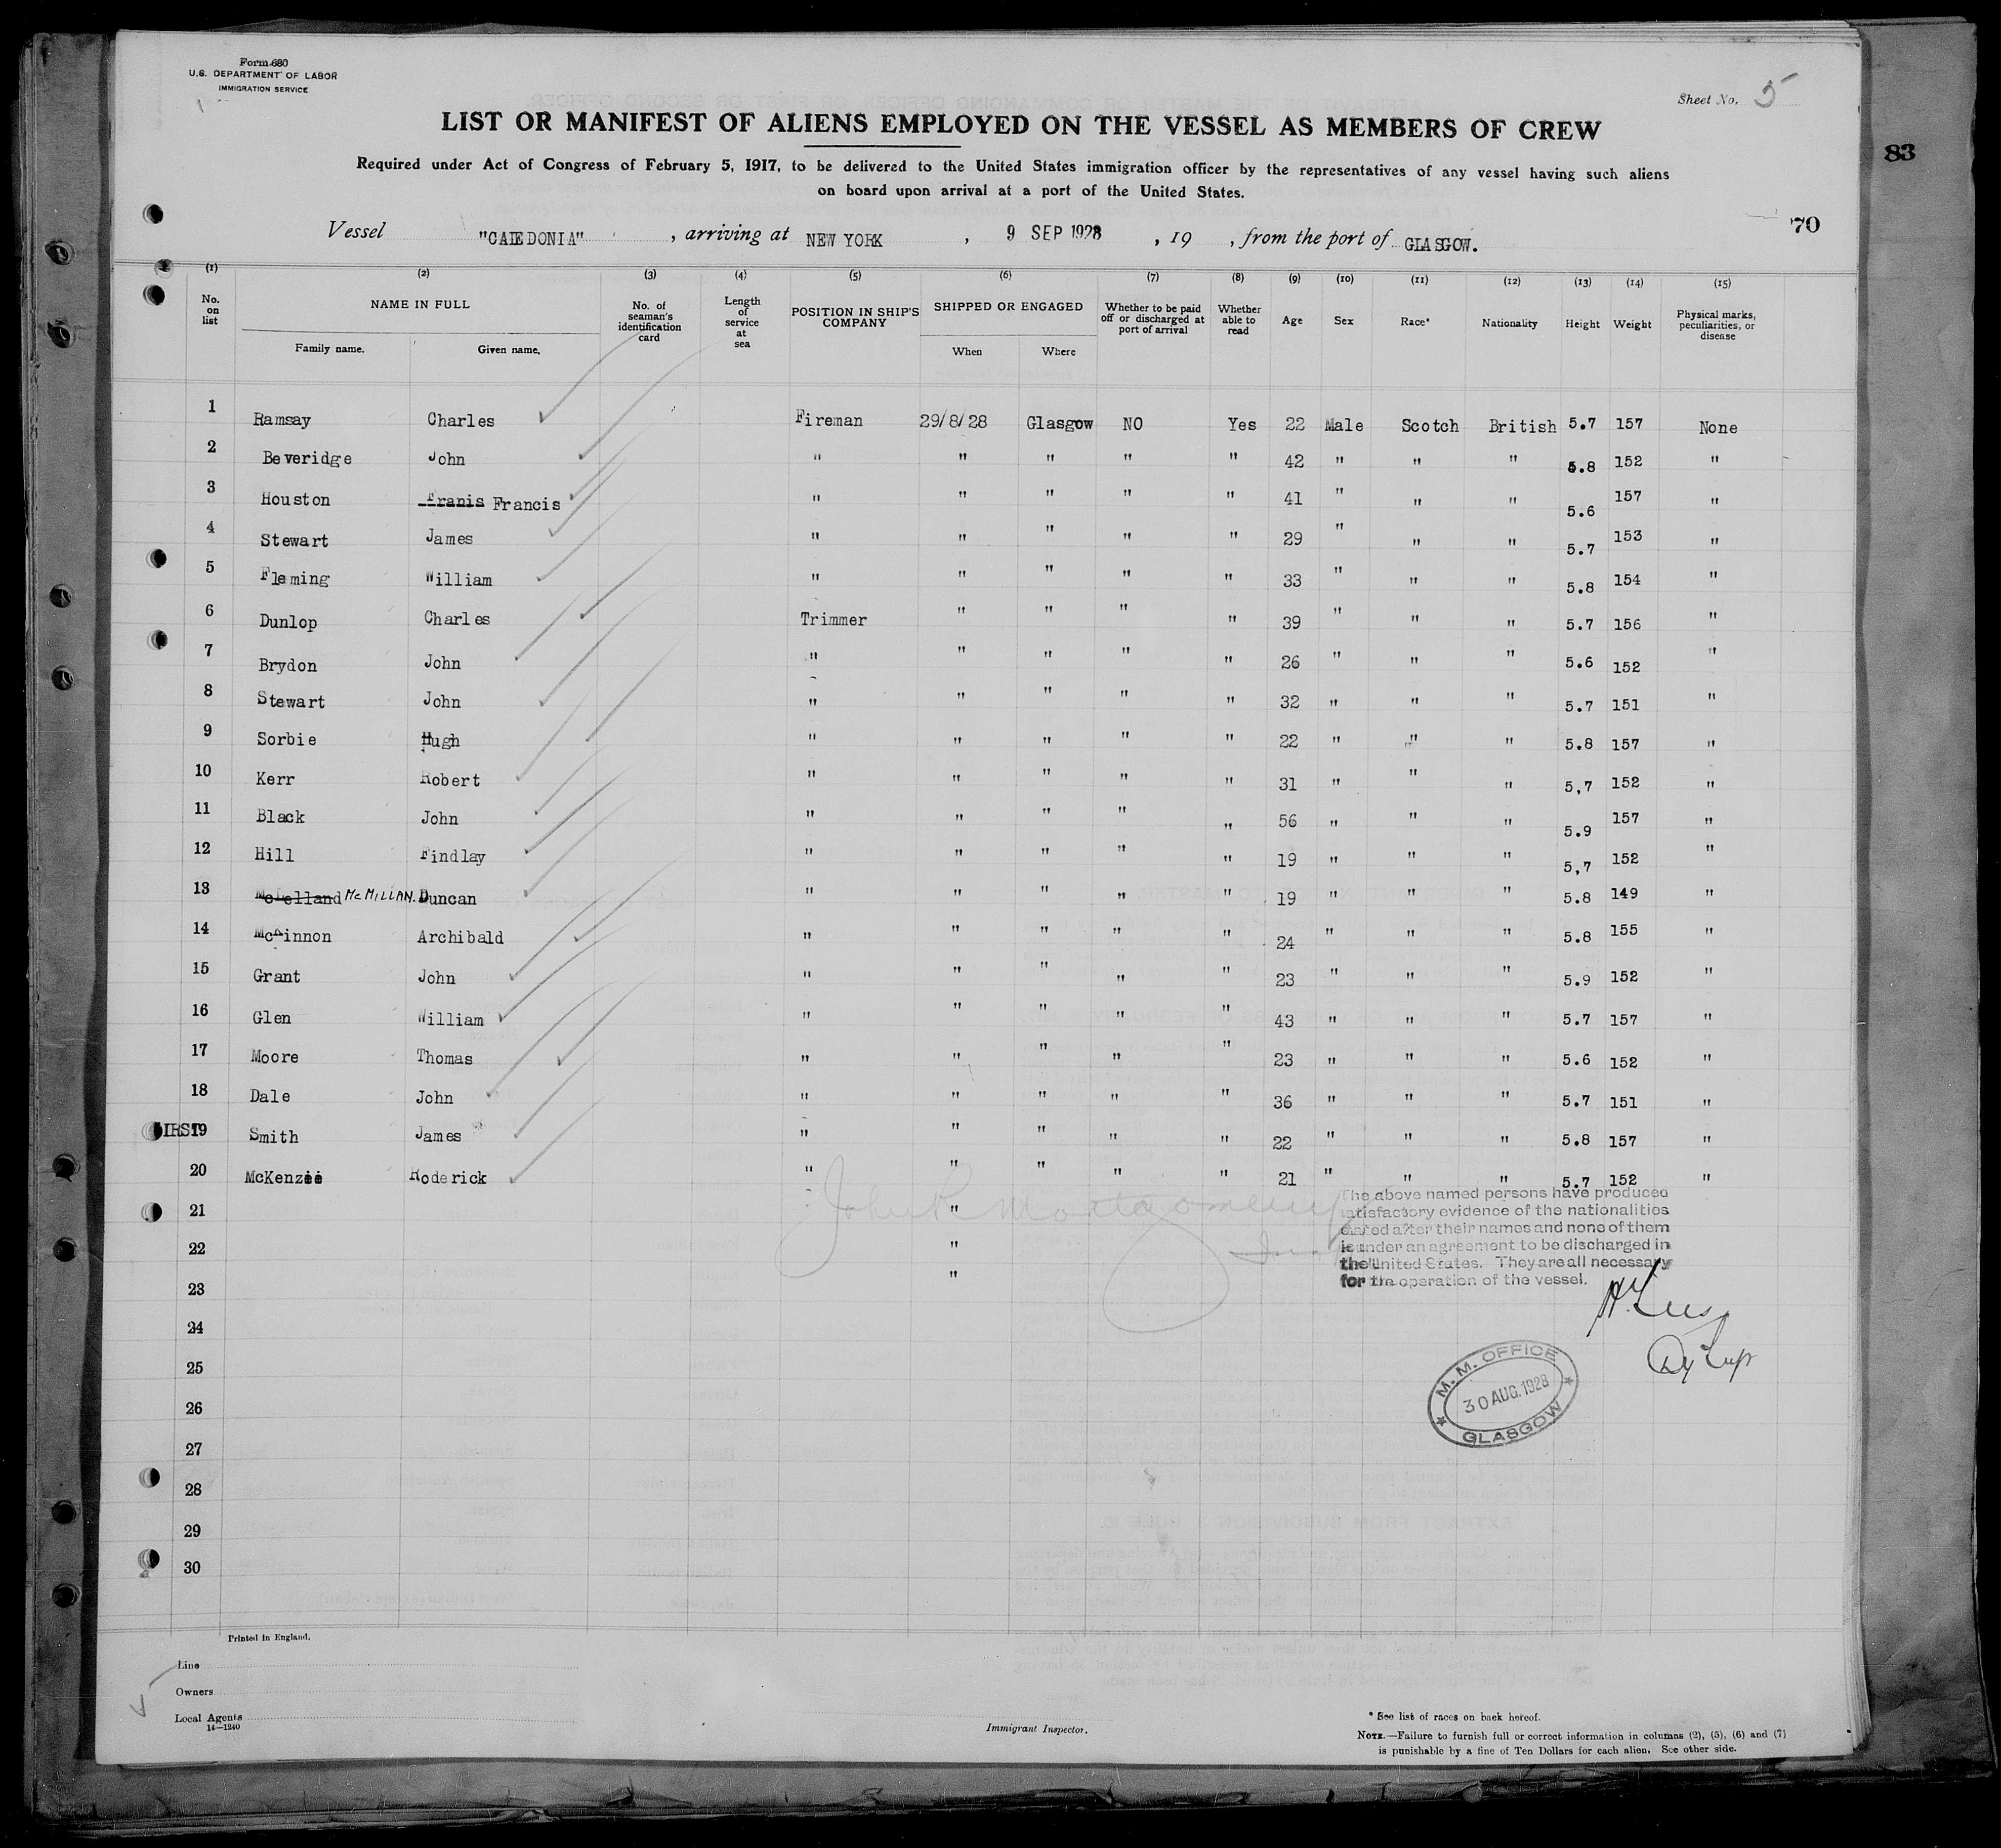 Form 680
U.S. DEPARTMENT OF LABOR
IMMIGRATION SERVICE
Sheet No. 5
LIST OR MANIFEST OF ALIENS EMPLOYED ON THE VESSEL AS MEMBERS OF CREW
83
Required under Act of Congress of February 5, 1917, to be delivered to the United States immigration officer by the representatives of any vessel having such aliens
on board upon arrival at a port of the United States.
70
Vessel "CALEDONIA", arriving at NEW YORK, 9 SEP 1928, 19 , from the port of GLASGOW.
(1) (2) (3) (4) (5) (6) (7) (8) (9) (10) (11) (12) (13) (14) (15)
No. on list NAME IN FULL Family name. Given name. No. of seaman's identification card Length of service at sea POSITION IN SHIP'S COMPANY SHIPPED OR ENGAGED When Where Whether to be paid off or discharged at port of arrival Whether able to read Age Sex Race* Nationality Height Weight Physical marks, peculiarities, or disease
1 Ramsay Charles Fireman 29/8/28 Glasgow NO Yes 22 Male Scotch British 5.7 157 None
2 Beveridge John " " " " " 42 " " " 5.8 152 "
3 Houston Franis Francis " " " " " 41 " " " 5.6 157 "
4 Stewart James " " " " " 29 " " " 5.7 153 "
5 Fleming William " " " " " 33 " " " 5.8 154 "
6 Dunlop Charles Trimmer " " " " 39 " " " 5.7 156 "
7 Brydon John " " " " " 26 " " " 5.6 152 "
8 Stewart John " " " " " 32 " " " 5.7 151 "
9 Sorbie Hugh " " " " " 22 " " " 5.8 157 "
10 Kerr Robert " " " " " 31 " " " 5,7 152 "
11 Black John " " " " " 56 " " " 5.9 157 "
12 Hill Findlay " " " " " 19 " " " 5,7 152 "
13 McLelland McMILLAN. Duncan " " " " " 19 " " " 5.8 149 "
14 McKinnon Archibald " " " " " 24 " " " 5.8 155 "
15 Grant John " " " " " 23 " " " 5.9 152 "
16 Glen William " " " " " 43 " " " 5.7 157 "
17 Moore Thomas " " " " " 23 " " " 5.6 152 "
18 Dale John " " " " " 36 " " " 5.7 151 "
19 Smith James " " " " " 22 " " " 5.8 157 "
20 McKenzie Roderick " " " " " 21 " " " 5.7 152 "
21 "
22 "
23 "
24
25
26
27
28
29
30
John R Montgomery
The above named persons have produced
satisfactory evidence of the nationalities
stated after their names and none of them
is under an agreement to be discharged in
the United States. They are all necessary
for the operation of the vessel.
M. M. OFFICE
30 AUG. 1928
GLASGOW
Printed in England.
Line
Owners
Local Agents
14—1240
Immigrant Inspector.
* See list of races on back hereof.
NOTE.—Failure to furnish full or correct information in columns (2), (5), (6) and (7)
is punishable by a fine of Ten Dollars for each alien. See other side.